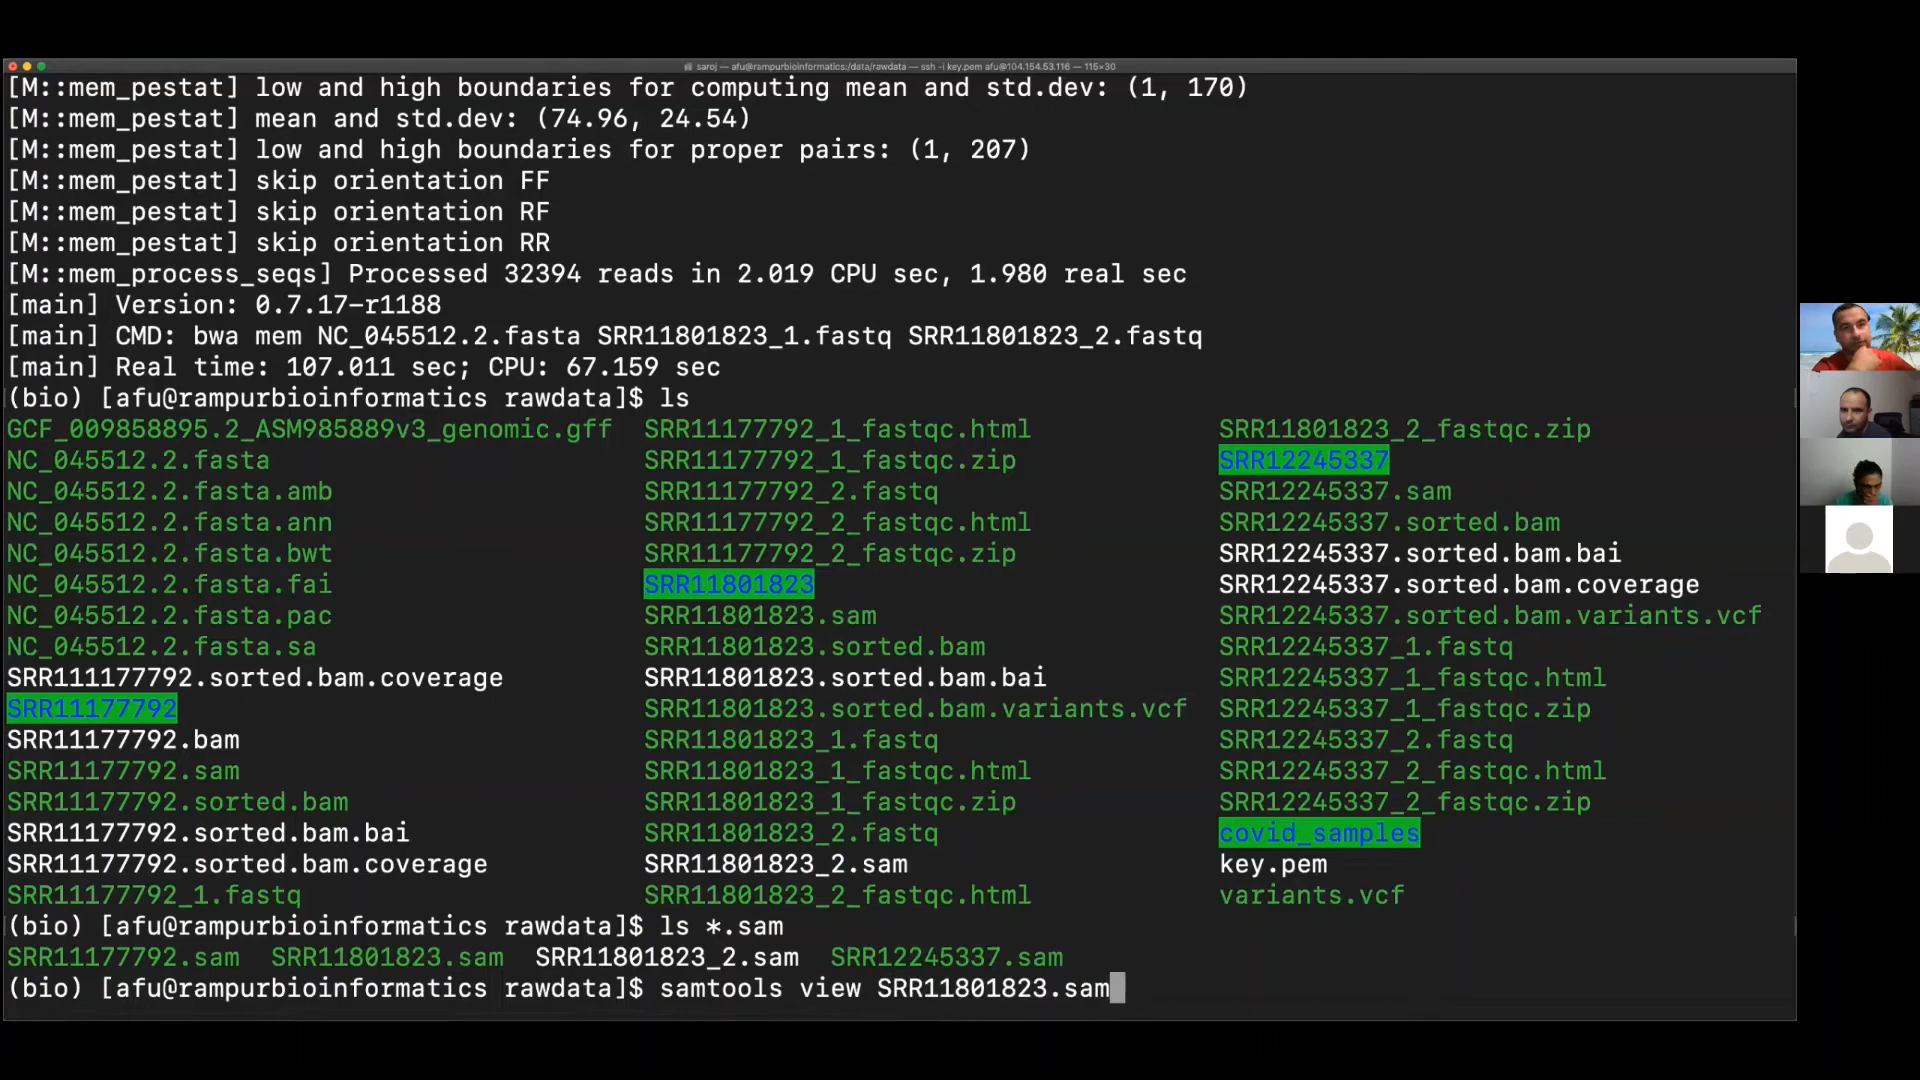 saroj — afu@rampurbioinformatics:/data/rawdata — ssh -i key.pem afu@104.154.53.116 — 115×30
[M::mem_pestat] low and high boundaries for computing mean and std.dev: (1, 170)
[M::mem_pestat] mean and std.dev: (74.96, 24.54)
[M::mem_pestat] low and high boundaries for proper pairs: (1, 207)
[M::mem_pestat] skip orientation FF
[M::mem_pestat] skip orientation RF
[M::mem_pestat] skip orientation RR
[M::mem_process_seqs] Processed 32394 reads in 2.019 CPU sec, 1.980 real sec
[main] Version: 0.7.17-r1188
[main] CMD: bwa mem NC_045512.2.fasta SRR11801823_1.fastq SRR11801823_2.fastq
[main] Real time: 107.011 sec; CPU: 67.159 sec
(bio) [afu@rampurbioinformatics rawdata]$ ls
GCF_009858895.2_ASM985889v3_genomic.gff SRR11177792_1_fastqc.html SRR11801823_2_fastqc.zip
NC_045512.2.fasta SRR11177792_1_fastqc.zip SRR12245337
NC_045512.2.fasta.amb SRR11177792_2.fastq SRR12245337.sam
NC_045512.2.fasta.ann SRR11177792_2_fastqc.html SRR12245337.sorted.bam
NC_045512.2.fasta.bwt SRR11177792_2_fastqc.zip SRR12245337.sorted.bam.bai
NC_045512.2.fasta.fai SRR11801823 SRR12245337.sorted.bam.coverage
NC_045512.2.fasta.pac SRR11801823.sam SRR12245337.sorted.bam.variants.vcf
NC_045512.2.fasta.sa SRR11801823.sorted.bam SRR12245337_1.fastq
SRR111177792.sorted.bam.coverage SRR11801823.sorted.bam.bai SRR12245337_1_fastqc.html
SRR11177792 SRR11801823.sorted.bam.variants.vcf SRR12245337_1_fastqc.zip
SRR11177792.bam SRR11801823_1.fastq SRR12245337_2.fastq
SRR11177792.sam SRR11801823_1_fastqc.html SRR12245337_2_fastqc.html
SRR11177792.sorted.bam SRR11801823_1_fastqc.zip SRR12245337_2_fastqc.zip
SRR11177792.sorted.bam.bai SRR11801823_2.fastq covid_samples
SRR11177792.sorted.bam.coverage SRR11801823_2.sam key.pem
SRR11177792_1.fastq SRR11801823_2_fastqc.html variants.vcf
(bio) [afu@rampurbioinformatics rawdata]$ ls *.sam
SRR11177792.sam SRR11801823.sam SRR11801823_2.sam SRR12245337.sam
(bio) [afu@rampurbioinformatics rawdata]$ samtools view SRR11801823.sam